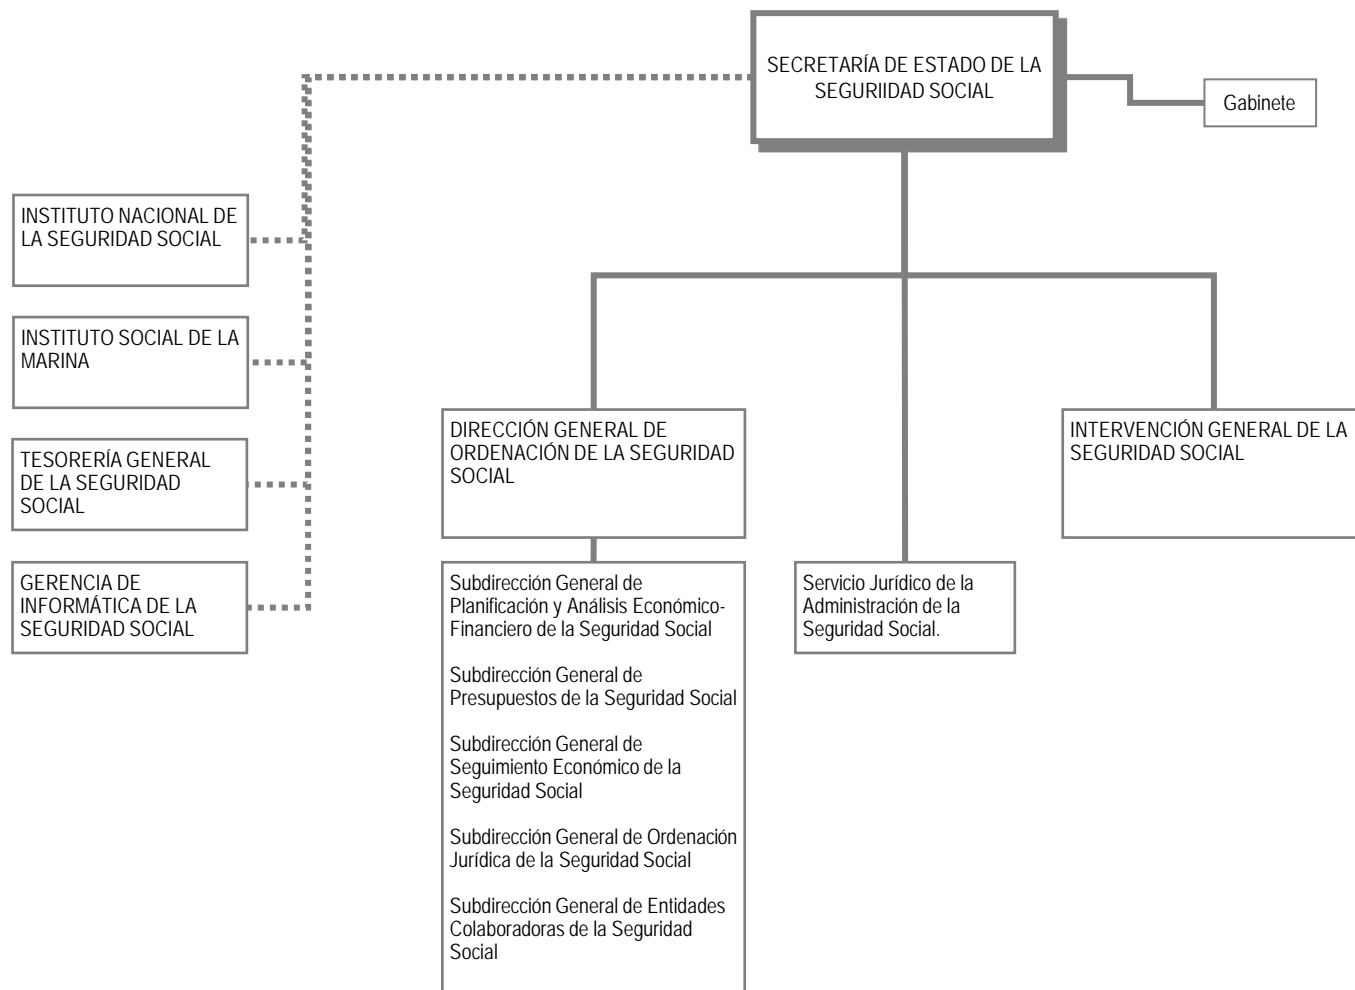 SECRETARÍA DE ESTADO DE LA
SEGURIIDAD SOCIAL
Gabinete
INSTITUTO NACIONAL DE
LA SEGURIDAD SOCIAL
INSTITUTO SOCIAL DE LA
MARINA
TESORERÍA GENERAL
DE LA SEGURIDAD
SOCIAL
GERENCIA DE
INFORMÁTICA DE LA
SEGURIDAD SOCIAL
DIRECCIÓN GENERAL DE
ORDENACIÓN DE LA SEGURIDAD
SOCIAL
INTERVENCIÓN GENERAL DE LA
SEGURIDAD SOCIAL
Subdirección General de
Planificación y Análisis Económico-
Financiero de la Seguridad Social
Subdirección General de
Presupuestos de la Seguridad Social
Subdirección General de
Seguimiento Económico de la
Seguridad Social
Subdirección General de Ordenación
Jurídica de la Seguridad Social
Subdirección General de Entidades
Colaboradoras de la Seguridad
Social
Servicio Jurídico de la
Administración de la
Seguridad Social.